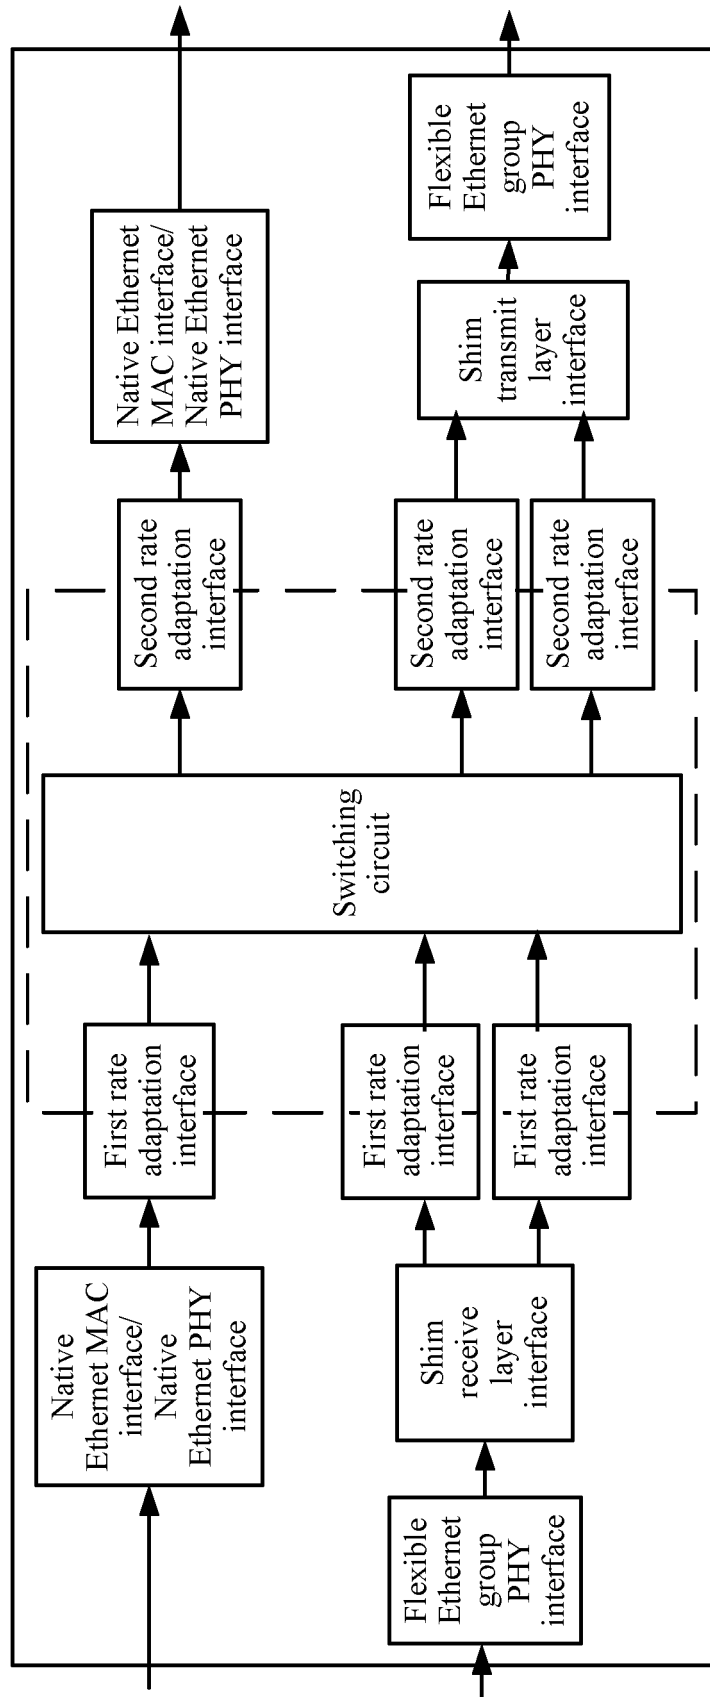 Native
Ethernet MAC
interface/
Native
Ethernet PHY
interface
First rate
adaptation
interface
Switching
circuit
Second rate
adaptation
interface
Native Ethernet
MAC interface/
Native Ethernet
PHY interface
Flexible
Ethernet
group
PHY
interface
Shim
receive
layer
interface
First rate
adaptation
interface
First rate
adaptation
interface
Second rate
adaptation
interface
Second rate
adaptation
interface
Shim
transmit
layer
interface
Flexible
Ethernet
group
PHY
interface